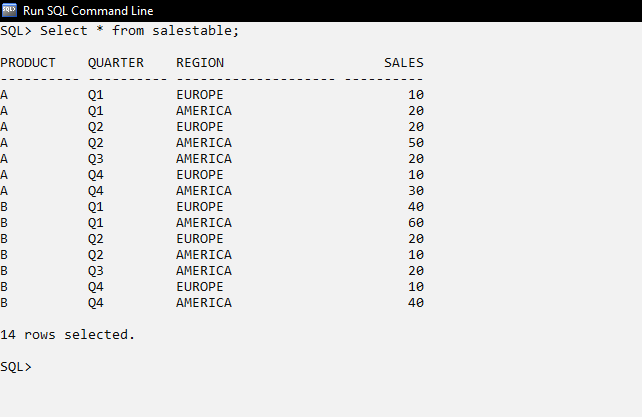 Run SQL Command Line
SQL> Select * from salestable;
PRODUCT    QUARTER    REGION                    SALES
---------- ---------- -------------------- ----------
A          Q1         EUROPE                       10
A          Q1         AMERICA                      20
A          Q2         EUROPE                       20
A          Q2         AMERICA                      50
A          Q3         AMERICA                      20
A          Q4         EUROPE                       10
A          Q4         AMERICA                      30
B          Q1         EUROPE                       40
B          Q1         AMERICA                      60
B          Q2         EUROPE                       20
B          Q2         AMERICA                      10
B          Q3         AMERICA                      20
B          Q4         EUROPE                       10
B          Q4         AMERICA                      40
14 rows selected.
SQL>